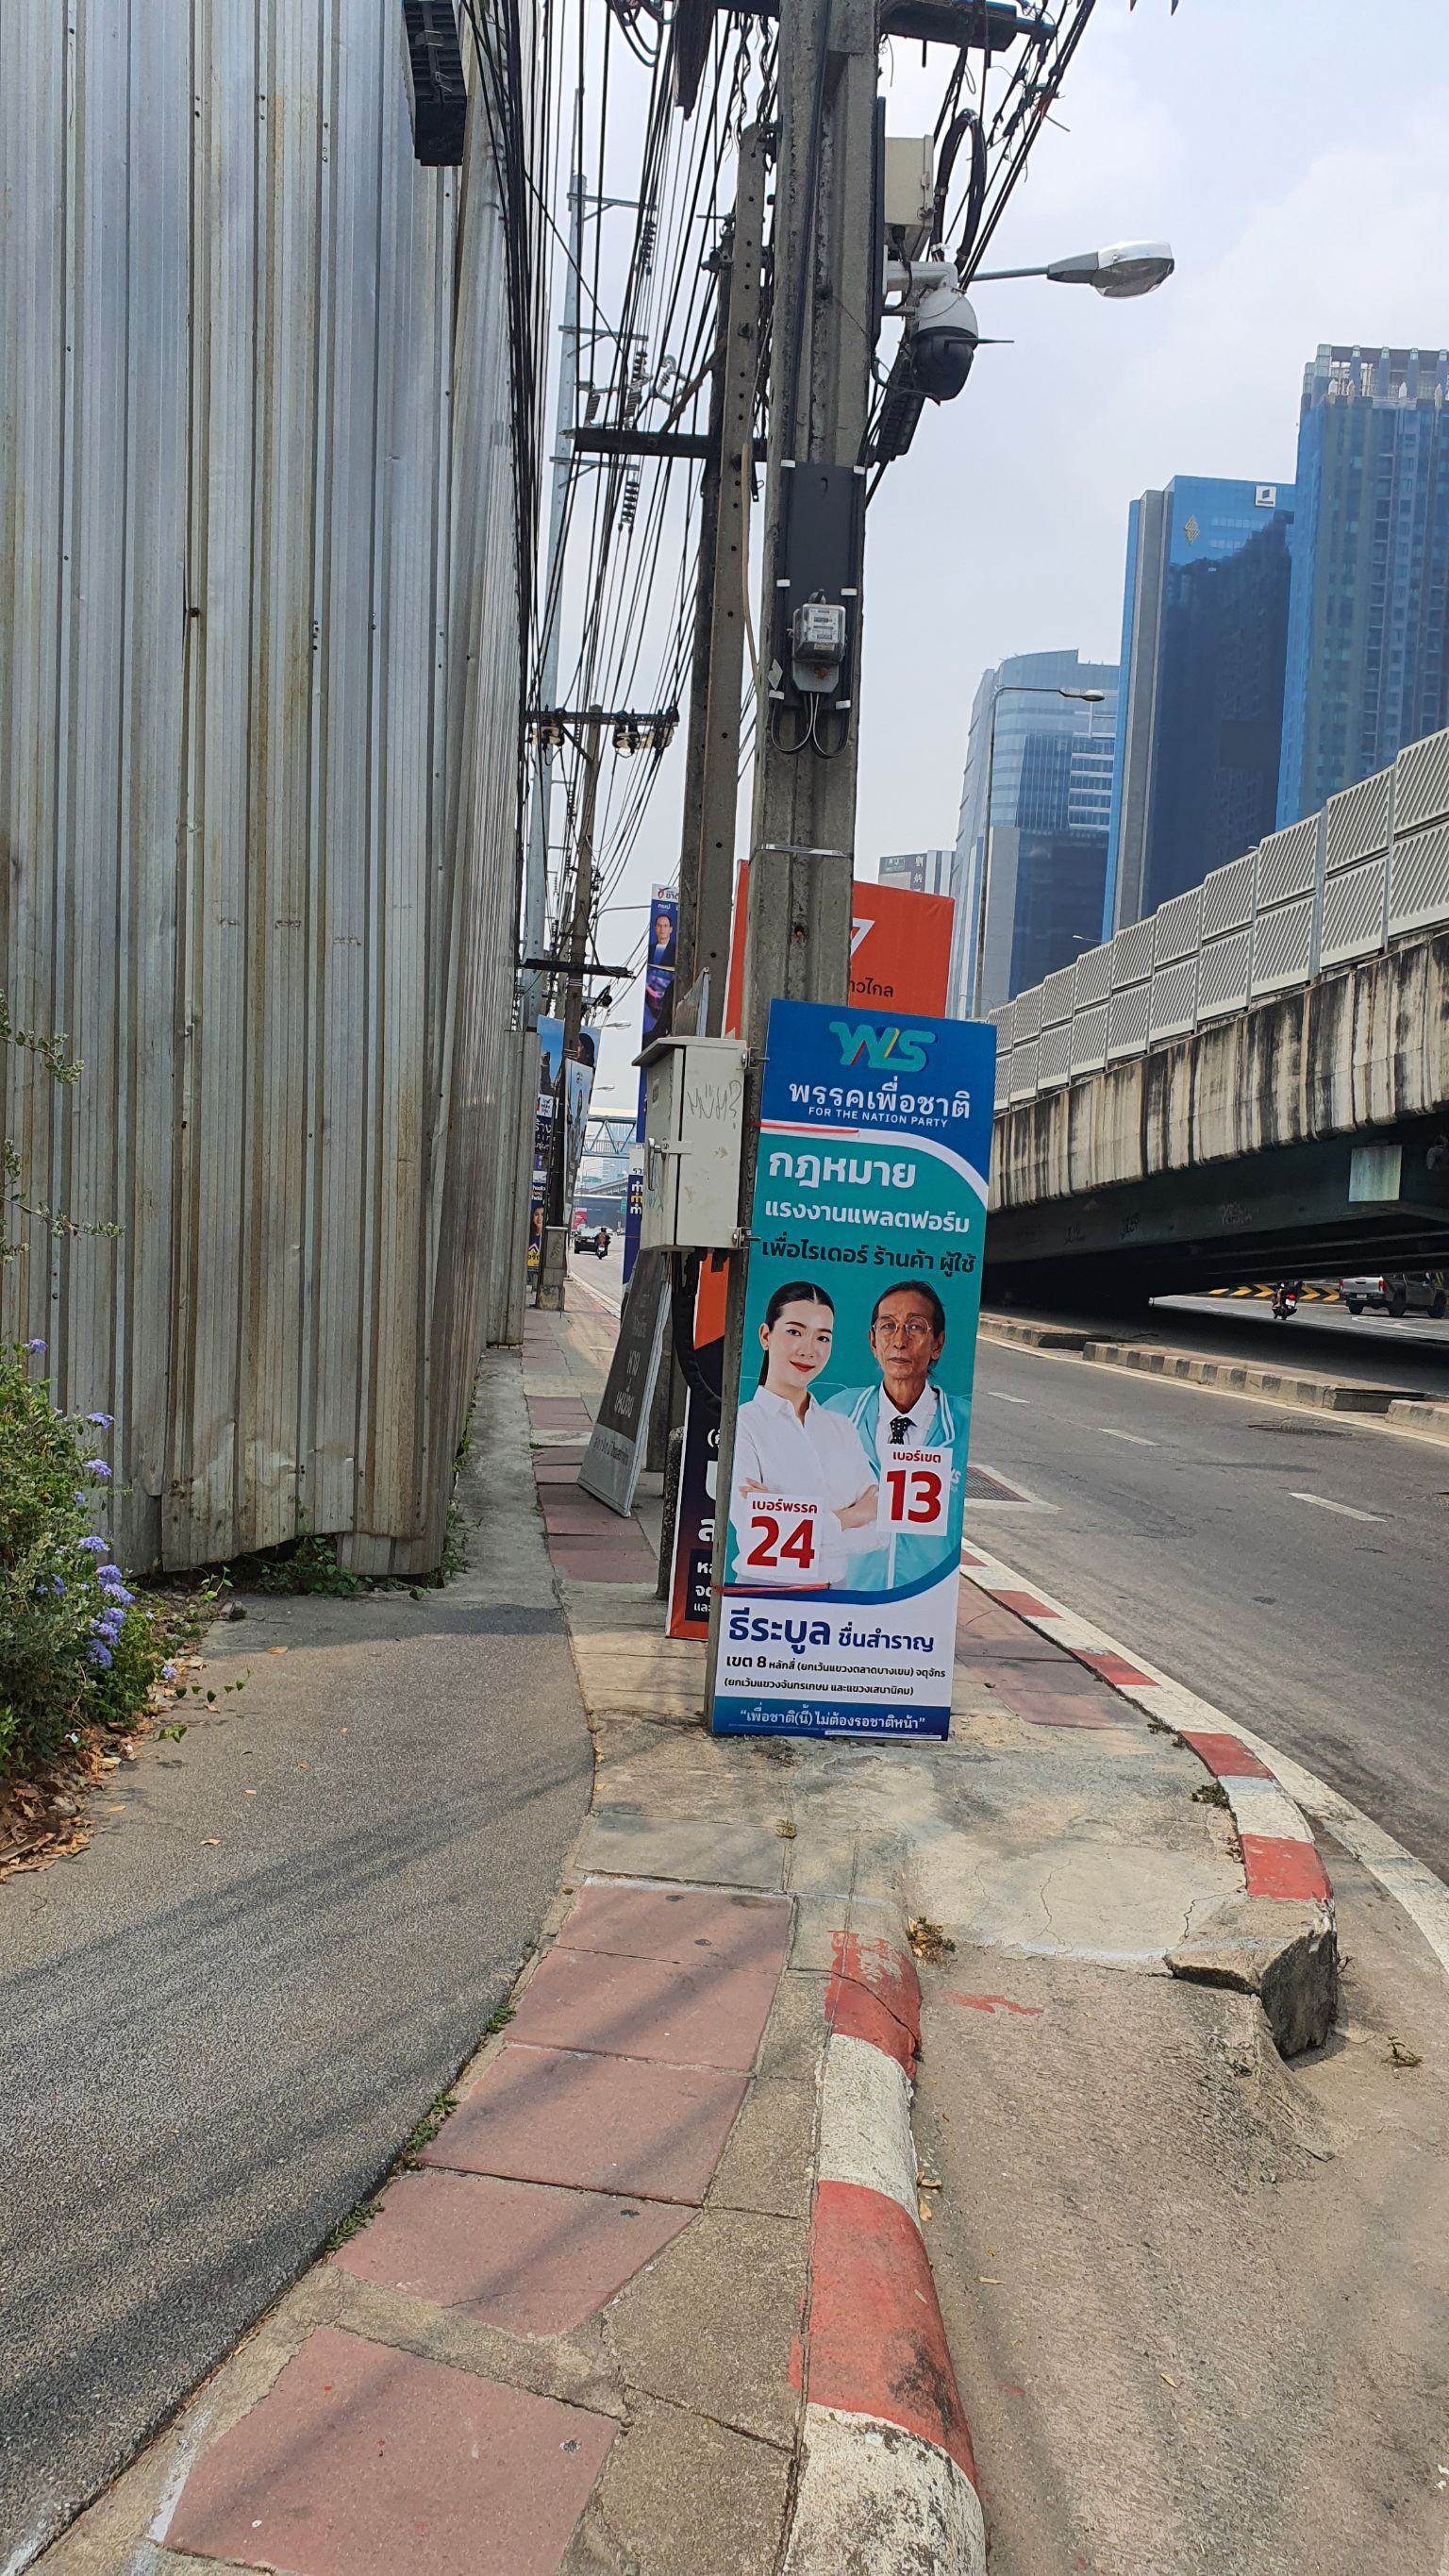 พรรคเพื่อชาติ
FOR THE NATION PARTY
กฎหมาย
แรงงานแพลตฟอร์ม
เพื่อไรเดอร์ ร้านค้า ผู้ใช้
เบอร์เขต
13
เบอร์พรรค
24
ธีระบูล ชื่นสำราญ
เขต 8 หลักสี่ (ยกเว้นแขวงตลาดบางเขน) จตุจักร
(ยกเว้นแขวงจันทรเกษม และแขวงเสนานิคม)
"เพื่อชาติ(นี้) ไม่ต้องรอชาติหน้า"
7
าวไกล